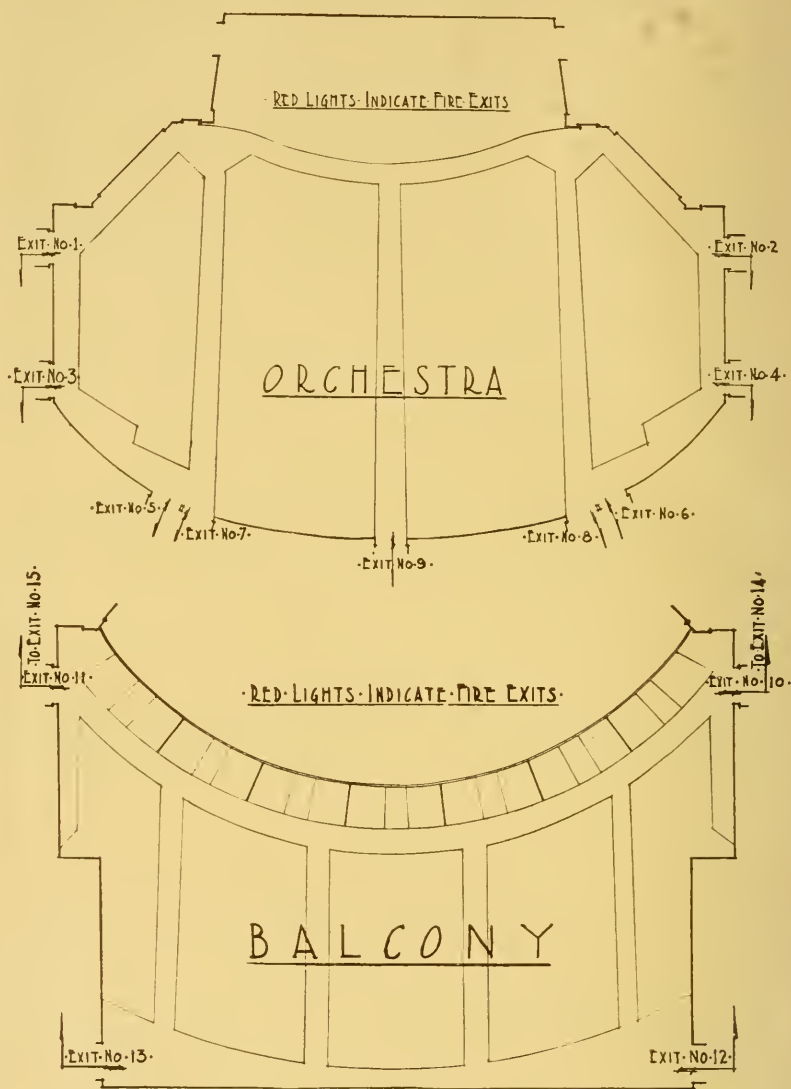 ·RED LIGHTS·INDICATE·FIRE EXITS
EXIT·No·1·
·EXIT·No·2
·EXIT·No·3
·EXIT·No·4·
ORCHESTRA
·EXIT·No·5·
·EXIT·No·6·
·EXIT·No·7·
·EXIT·No·8·
·EXIT·No·9·
·TO·EXIT·No·15·
·TO·EXIT·No·14·
EXIT·No·11·
·RED·LIGHTS·INDICATE·FIRE EXITS·
EXIT·No·10·
BALCONY
·EXIT·No·13·
·EXIT·No·12·